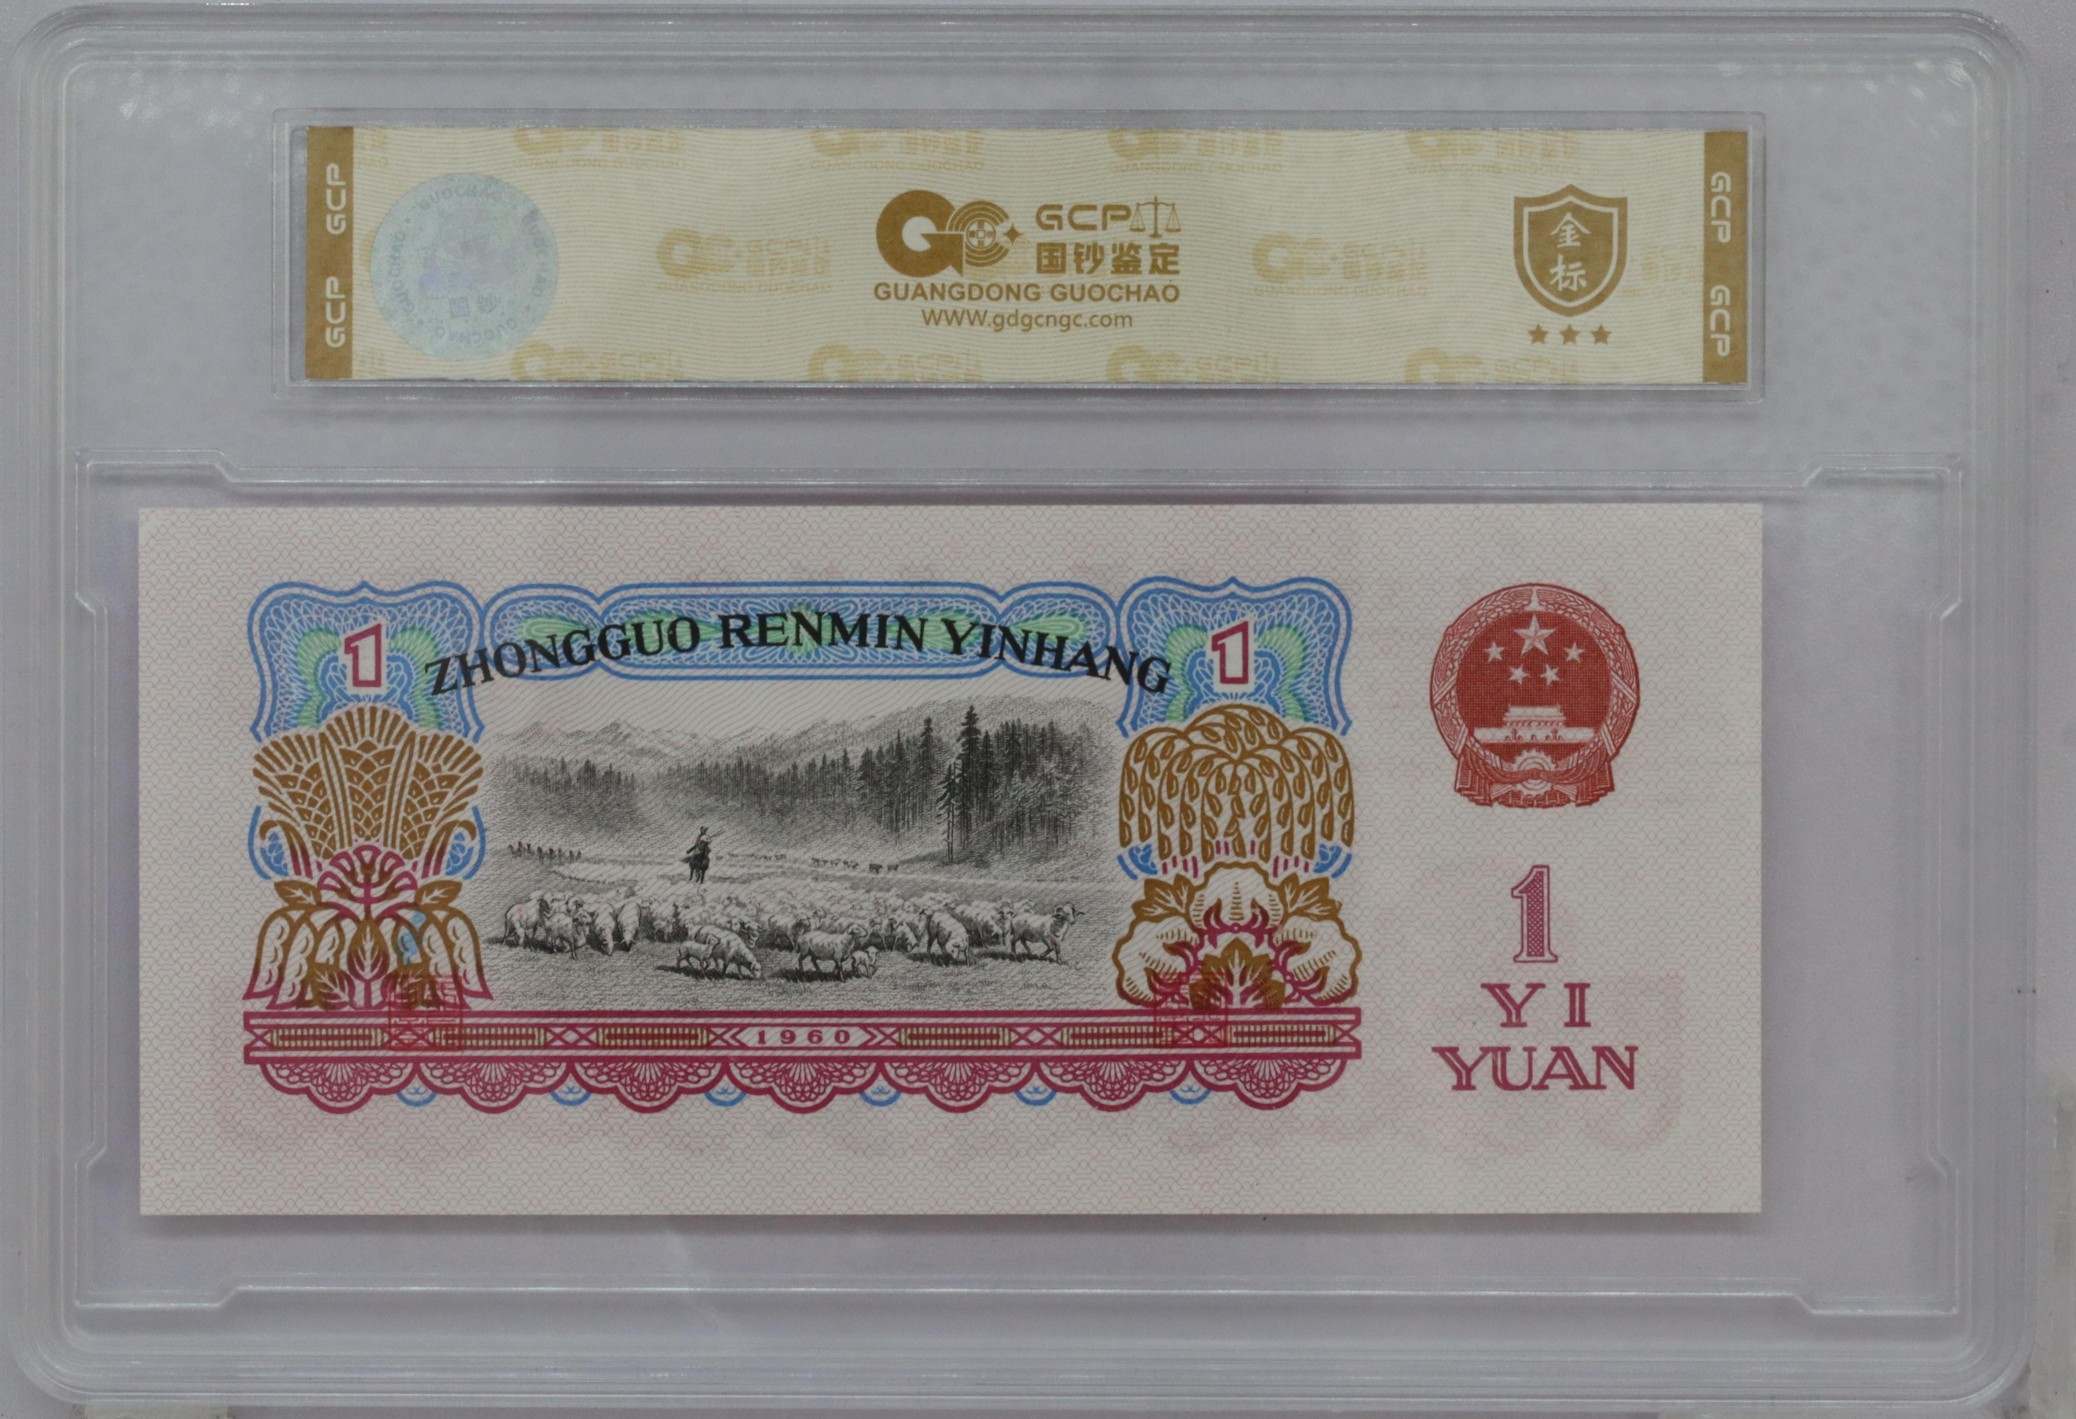 GCP GCP
GCP
国钞鉴定
GUANGDONG GUOCHAO
WWW.gdgcngc.com
金
标
GCP GCP
GUOCHAO
1
ZHONGGUO RENMIN YINHANG
1
1960
1
YI
YUAN